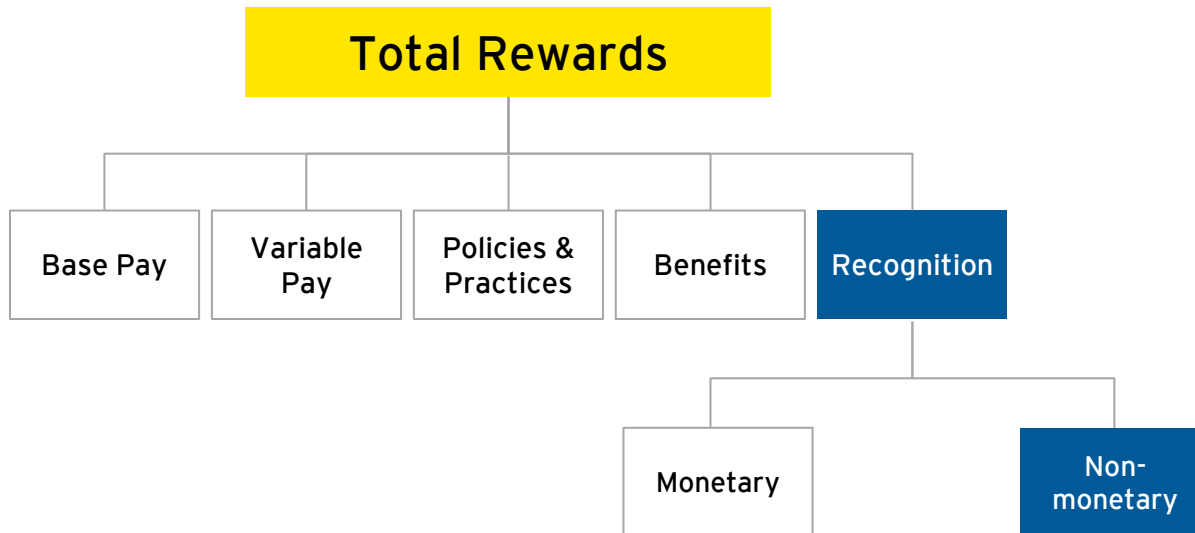 Total Rewards
Base Pay
Variable
Pay
Policies &
Practices
Benefits
Recognition
Monetary
Non-
monetary